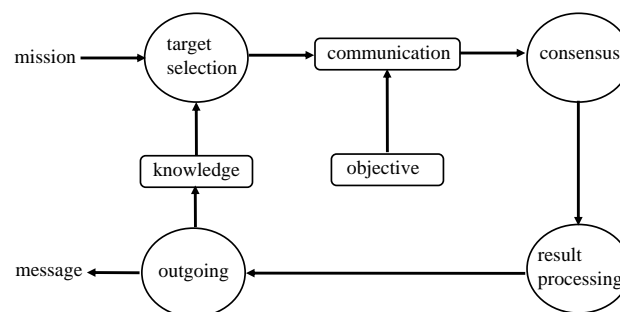 mission
target
selection
communication
consensus
knowledge
objective
message
outgoing
result
processing